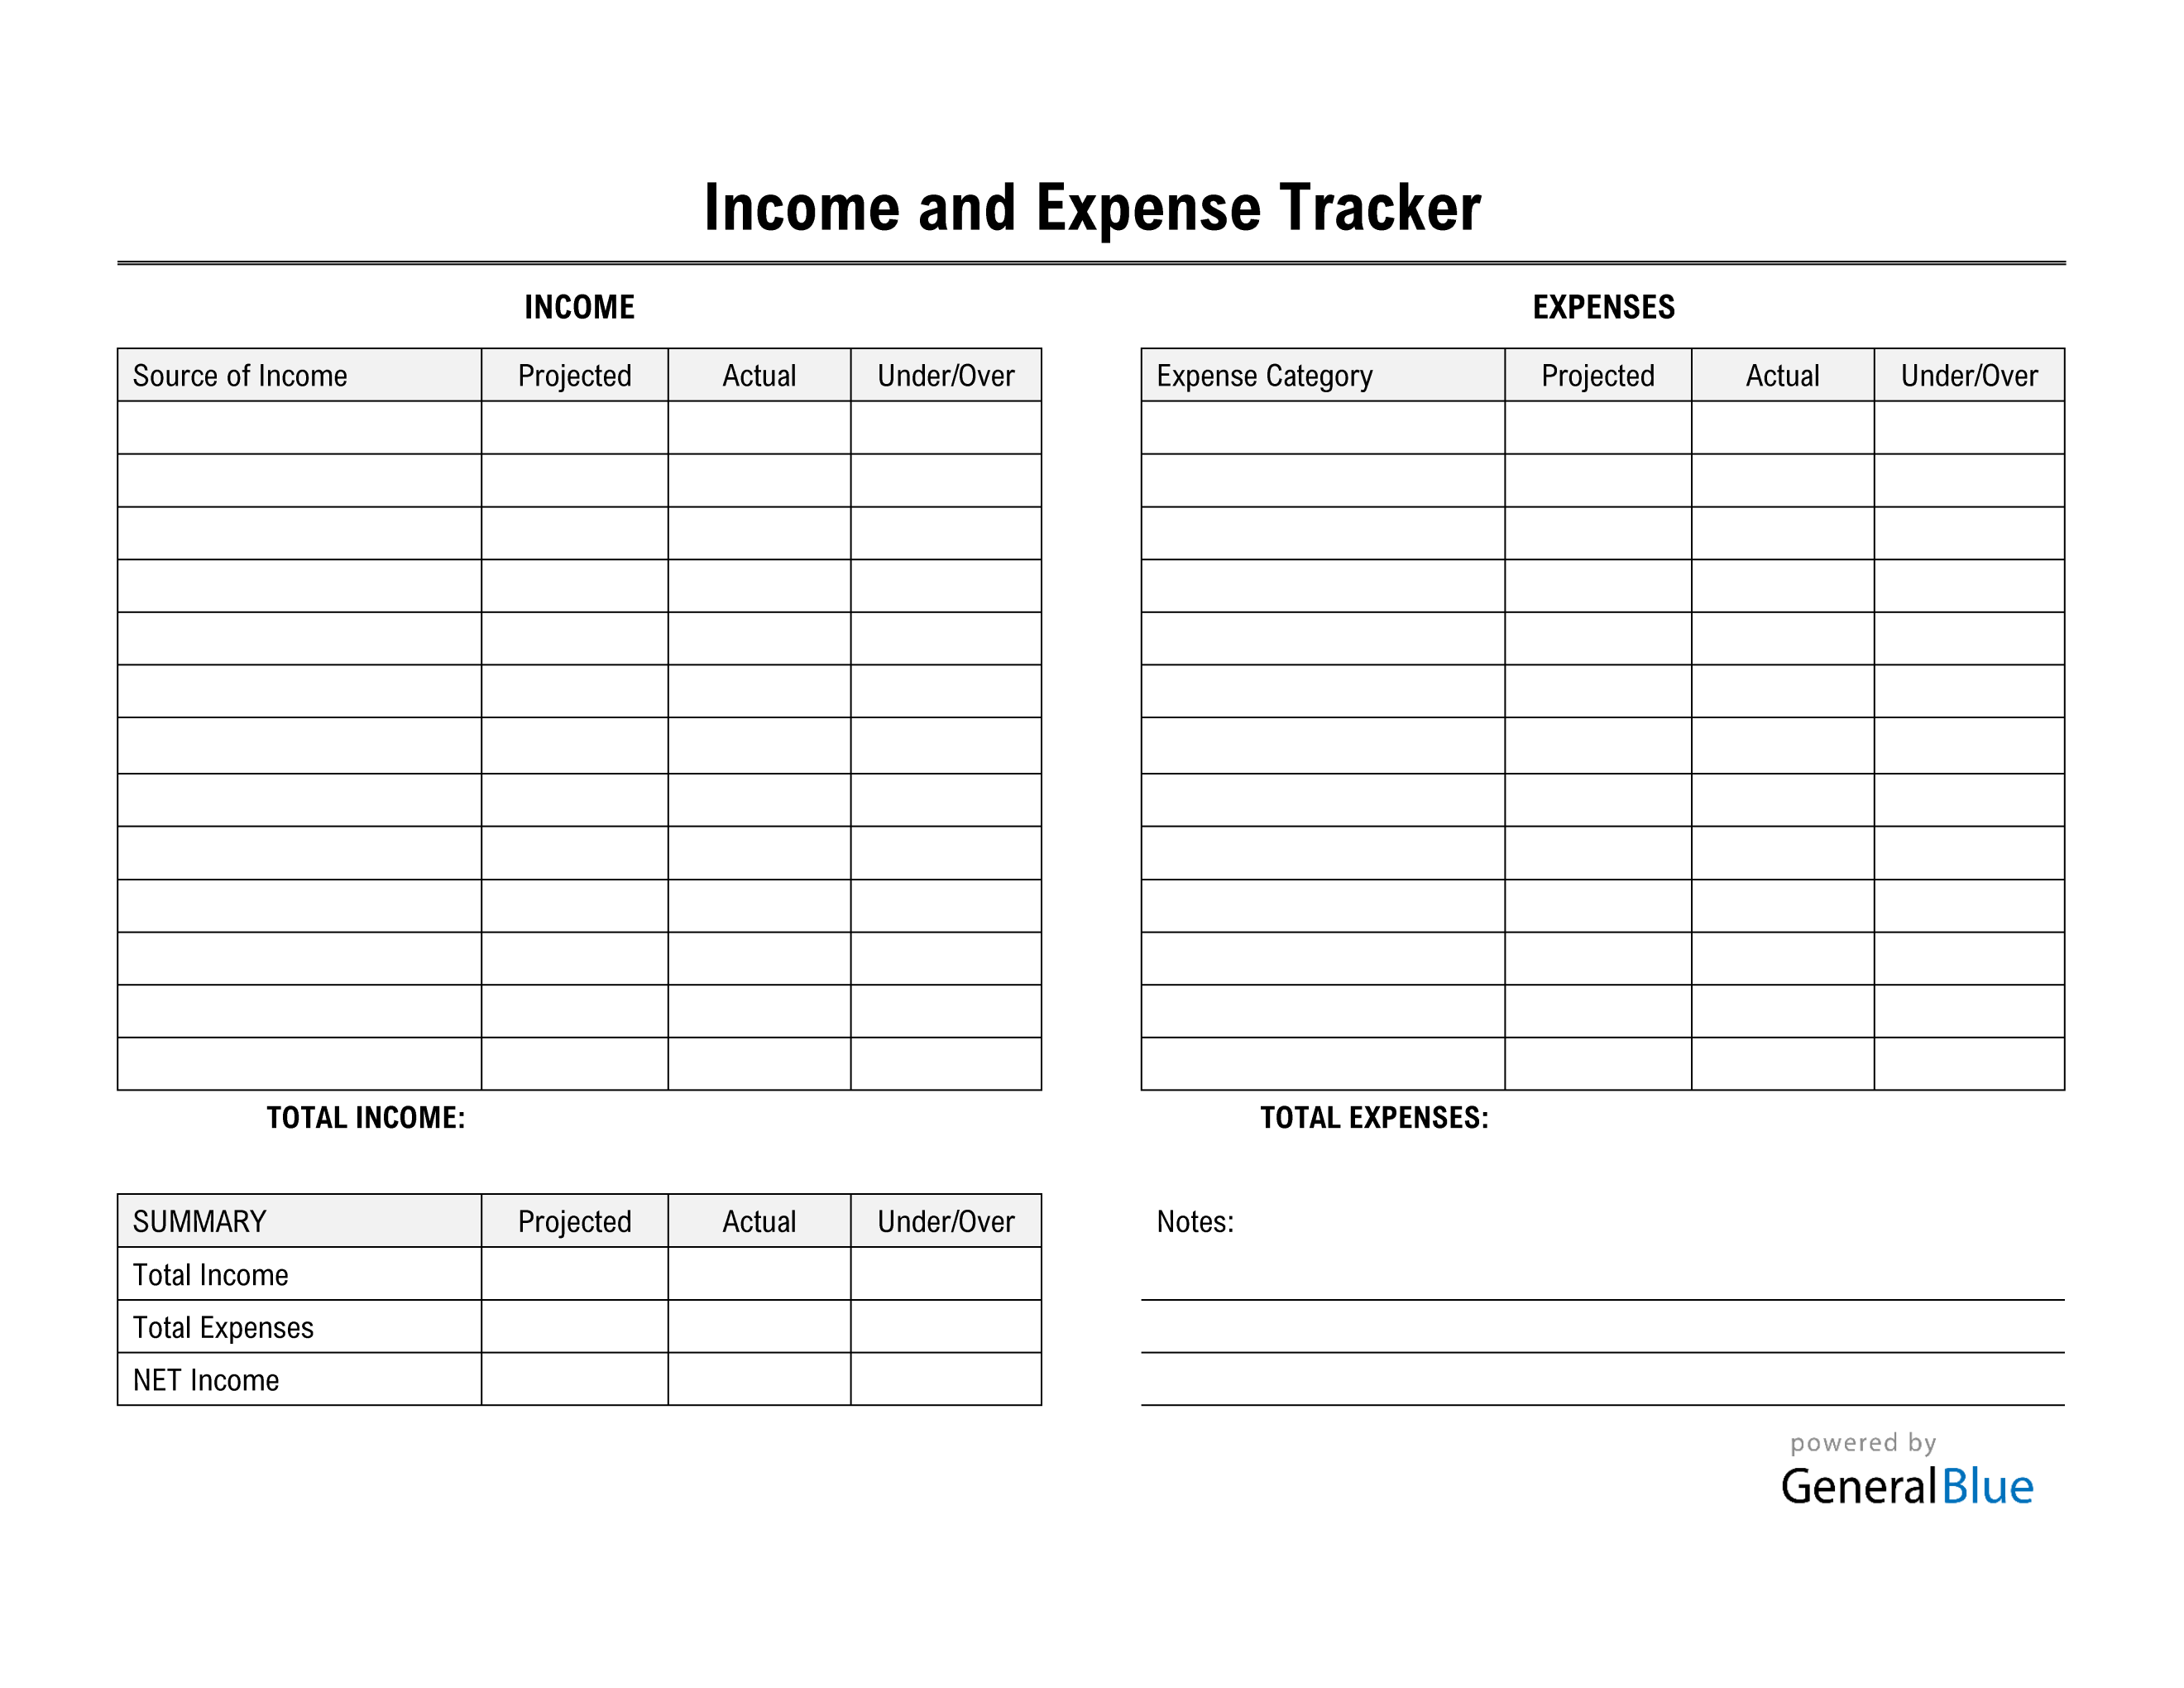 Income and Expense Tracker
INCOME
Source of Income Projected Actual Under/Over
TOTAL INCOME:
EXPENSES
Expense Category Projected Actual Under/Over
TOTAL EXPENSES:
SUMMARY Projected Actual Under/Over
Total Income
Total Expenses
NET Income
Notes:
powered by
GeneralBlue